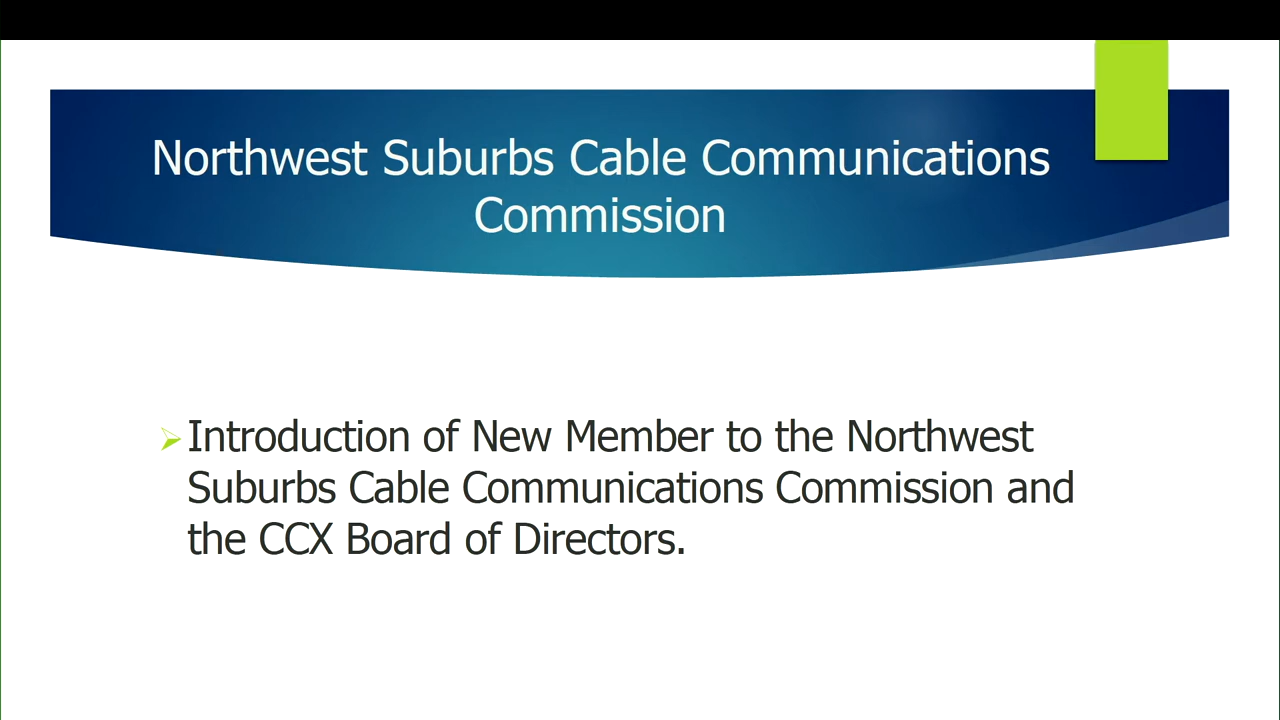 Northwest Suburbs Cable Communications
Commission
Introduction of New Member to the Northwest
Suburbs Cable Communications Commission and
the CCX Board of Directors.